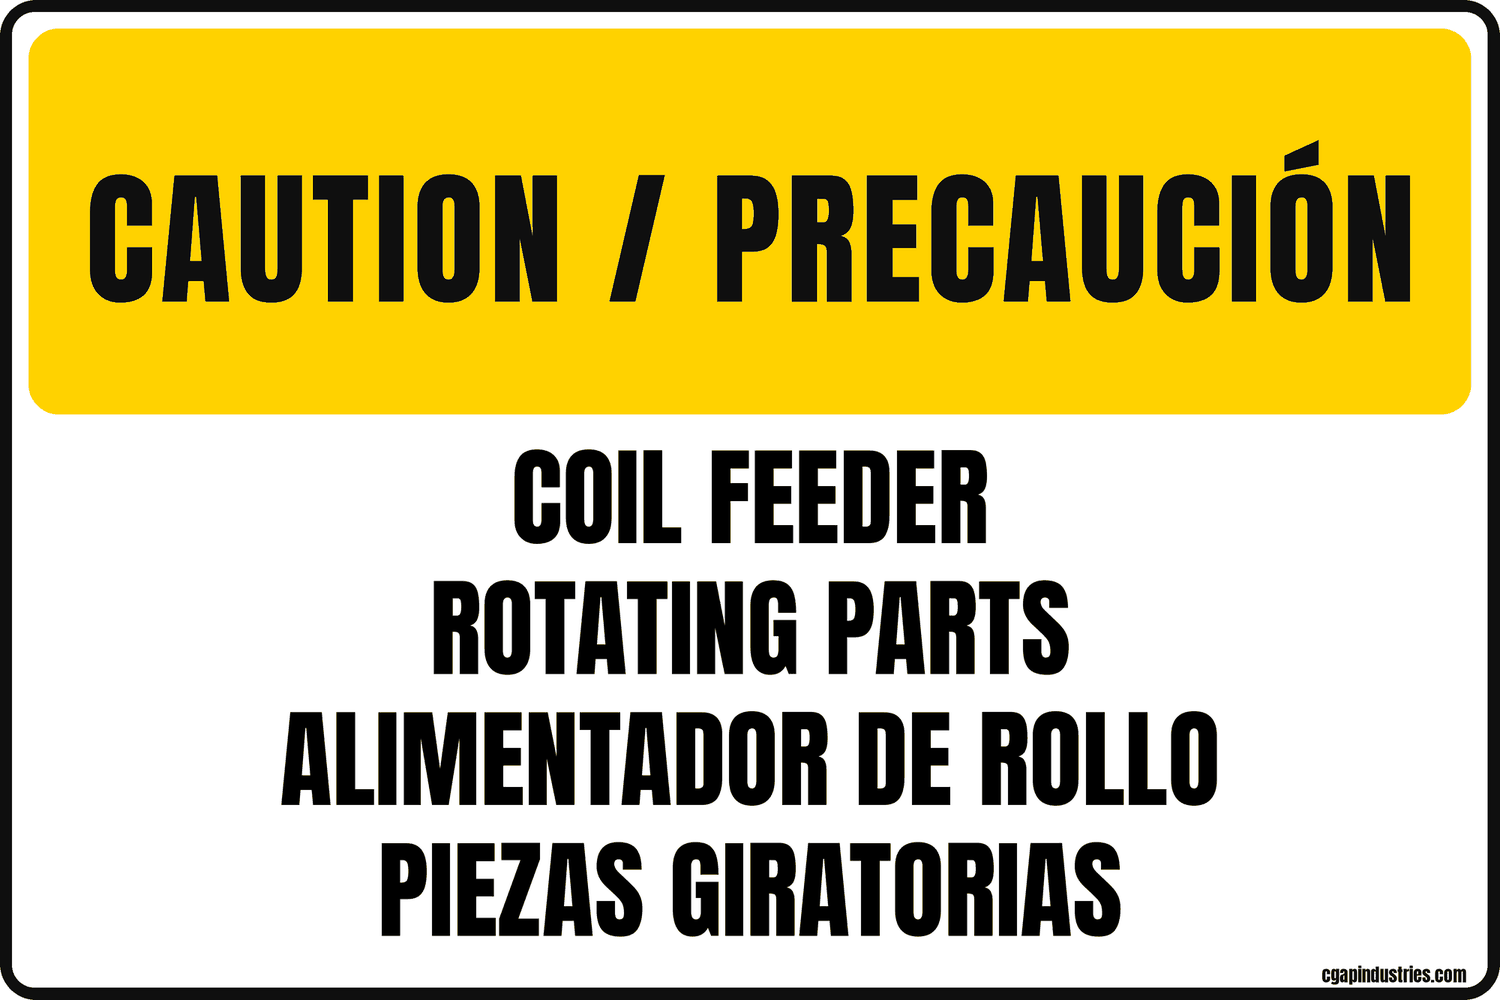 CAUTION / PRECAUCIÓN
COIL FEEDER
ROTATING PARTS
ALIMENTADOR DE ROLLO
PIEZAS GIRATORIAS
cgapindustries.com